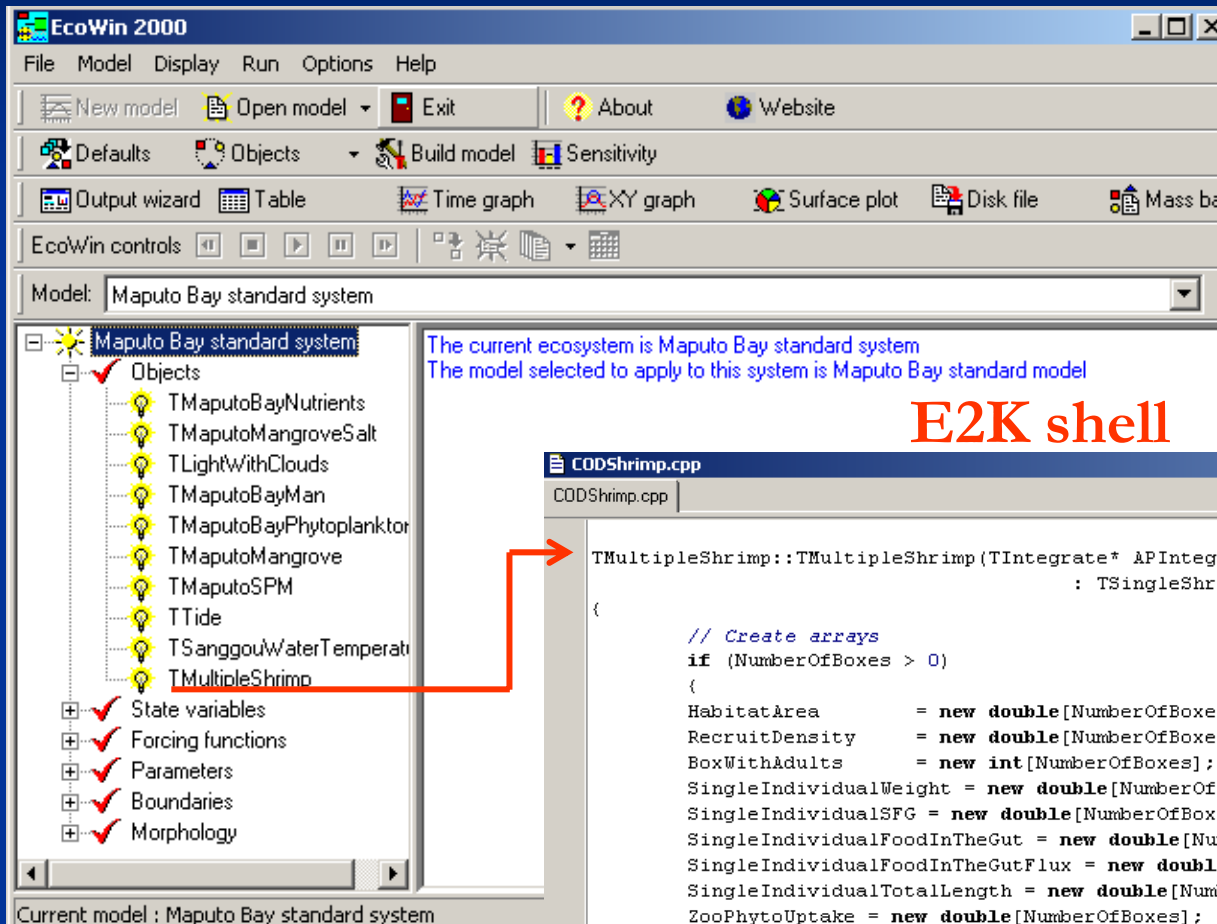 EcoWin 2000
File Model Display Run Options Help
New model Open model Exit About Website
Defaults Objects Build model Sensitivity
Output wizard Table Time graph XY graph Surface plot Disk file Mass ba
EcoWin controls
Model: Maputo Bay standard system
Maputo Bay standard system
Objects
TMaputoBayNutrients
TMaputoMangroveSalt
TLightWithClouds
TMaputoBayMan
TMaputoBayPhytoplankton
TMaputoMangrove
TMaputoSPM
TTide
TSanggouWaterTemperatu
TMultipleShrimp
State variables
Forcing functions
Parameters
Boundaries
Morphology
Current model : Maputo Bay standard system
The current ecosystem is Maputo Bay standard system
The model selected to apply to this system is Maputo Bay standard model
E2K shell
CODShrimp.cpp
CODShrimp.cpp
TMultipleShrimp::TMultipleShrimp(TIntegrate* APInteg
: TSingleShr
{
// Create arrays
if (NumberOfBoxes > 0)
{
HabitatArea = new double[NumberOfBoxe
RecruitDensity = new double[NumberOfBoxe
BoxWithAdults = new int[NumberOfBoxes];
SingleIndividualWeight = new double[NumberOf
SingleIndividualSFG = new double[NumberOfBox
SingleIndividualFoodInTheGut = new double[Nu
SingleIndividualFoodInTheGutFlux = new doubl
SingleIndividualTotalLength = new double[Num
ZooPhytoUptake = new double[NumberOfBoxes];